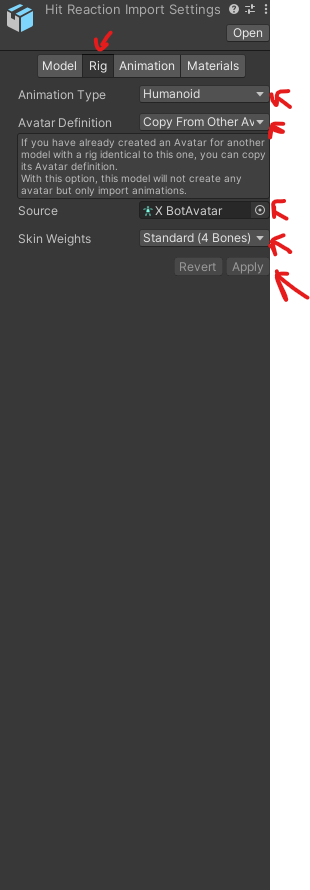 Hit Reaction Import Settings
Open
Model Rig Animation Materials
Animation Type Humanoid
Avatar Definition Copy From Other Av
If you have already created an Avatar for another
model with a rig identical to this one, you can copy
its Avatar definition.
With this option, this model will not create any
avatar but only import animations.
Source X BotAvatar
Skin Weights Standard (4 Bones)
Revert Apply